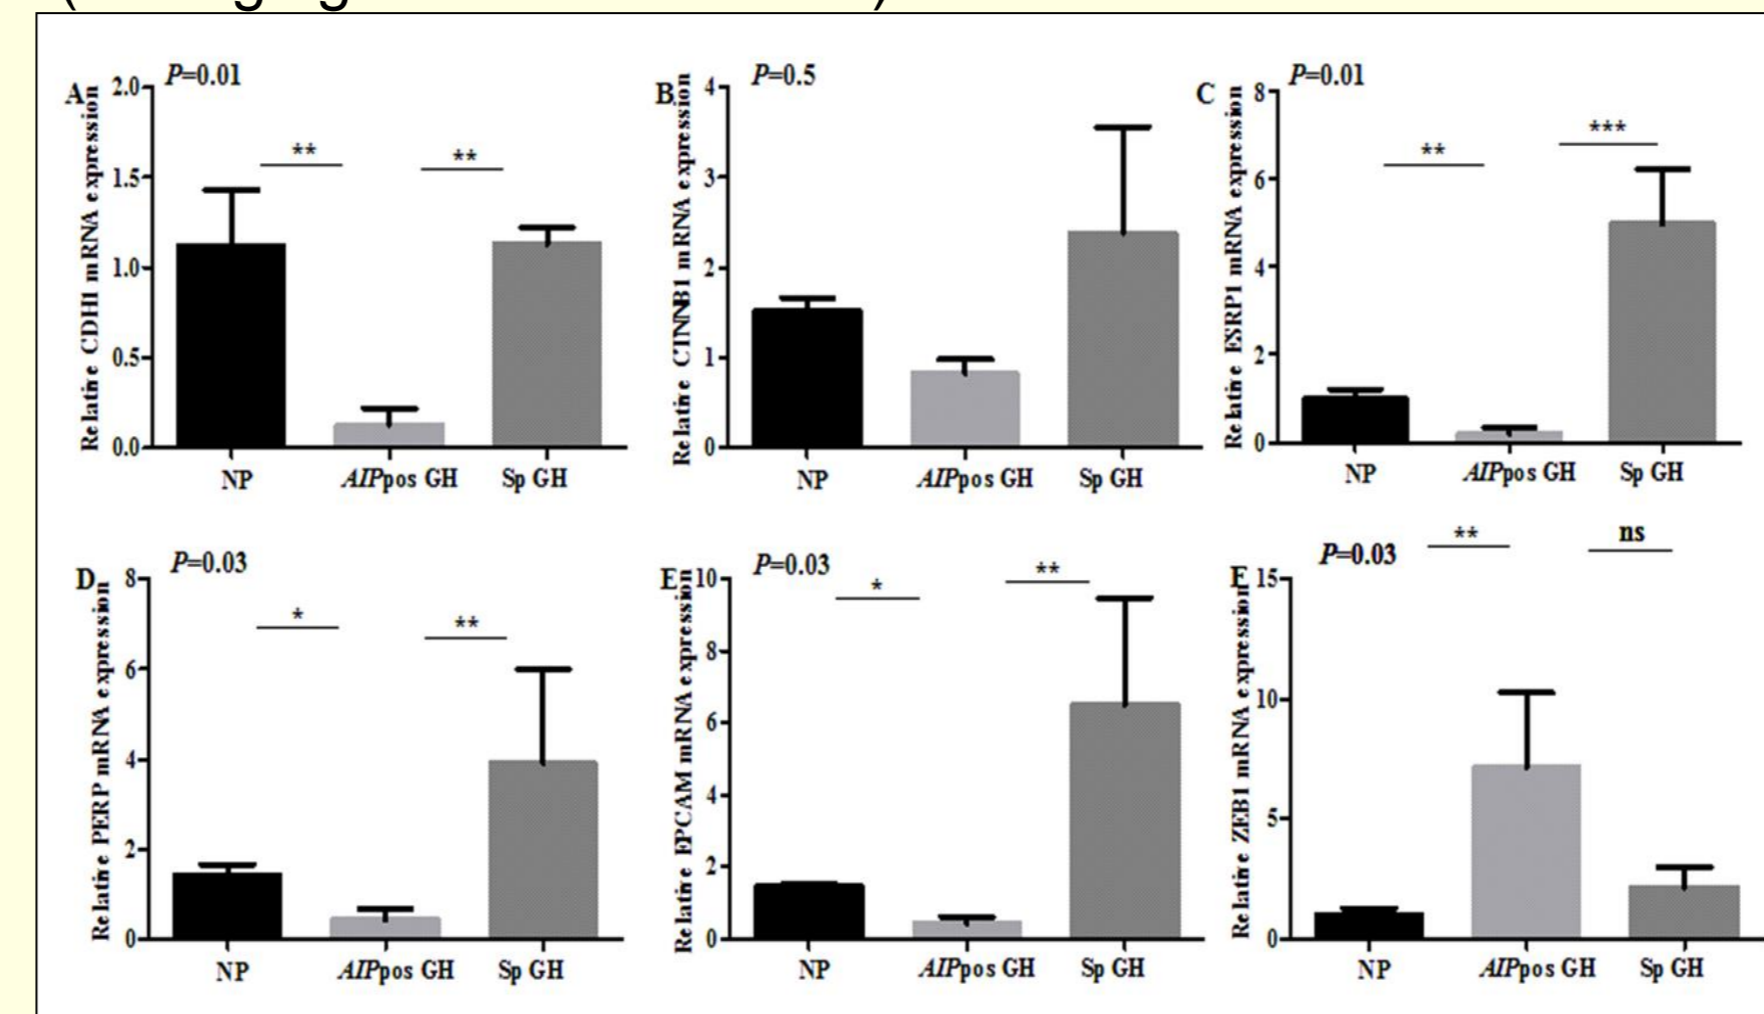 A
P=0.01
Relative CDH1 mRNA expression
2.0
1.5
1.0
0.5
0.0
**
**
NP
AIPpos GH
Sp GH
B
P=0.5
Relative CTNNB1 mRNA expression
4
3
2
1
0
NP
AIPpos GH
Sp GH
C
P=0.01
Relative ESRP1 mRNA expression
8
6
4
2
0
**
***
NP
AIPpos GH
Sp GH
D
P=0.03
Relative PERP mRNA expression
8
6
4
2
0
*
**
NP
AIPpos GH
Sp GH
E
P=0.03
Relative EPCAM mRNA expression
10
8
6
4
2
0
*
**
NP
AIPpos GH
Sp GH
F
P=0.03
Relative ZEB1 mRNA expression
15
10
5
0
**
ns
NP
AIPpos GH
Sp GH